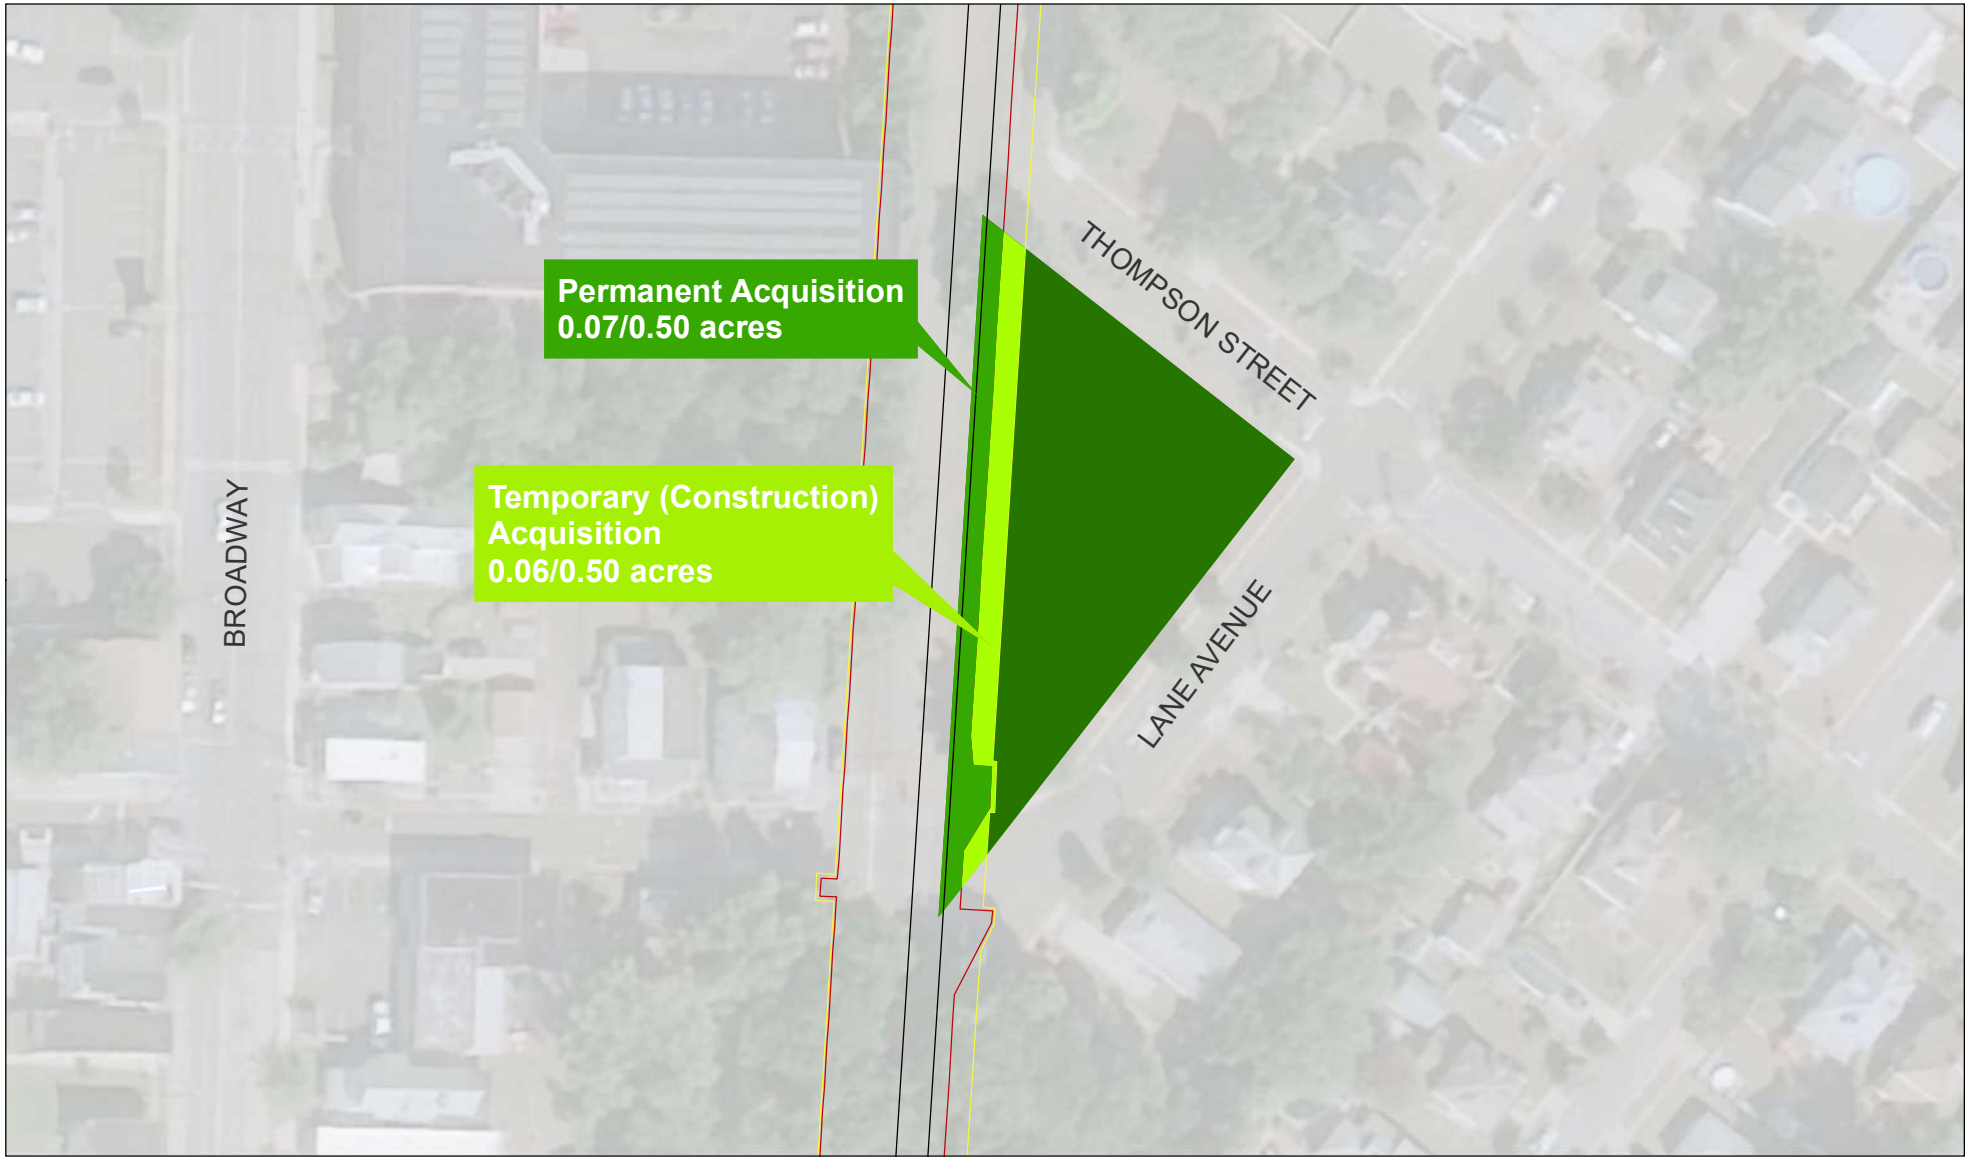 THOMPSON STREET
Permanent Acquisition
0.07/0.50 acres
Temporary (Construction)
Acquisition
0.06/0.50 acres
BROADWAY
LANE AVENUE